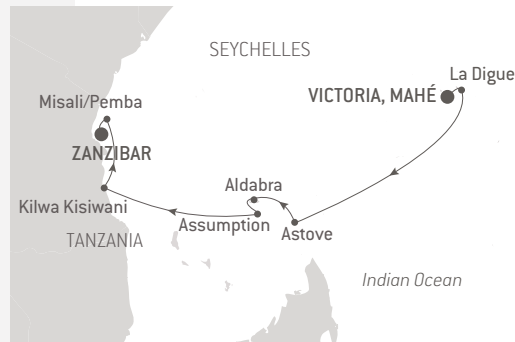 SEYCHELLES
La Digue
VICTORIA, MAHÉ
Misali/Pemba
ZANZIBAR
Aldabra
Kilwa Kisiwani
Assumption
Astove
TANZANIA
Indian Ocean